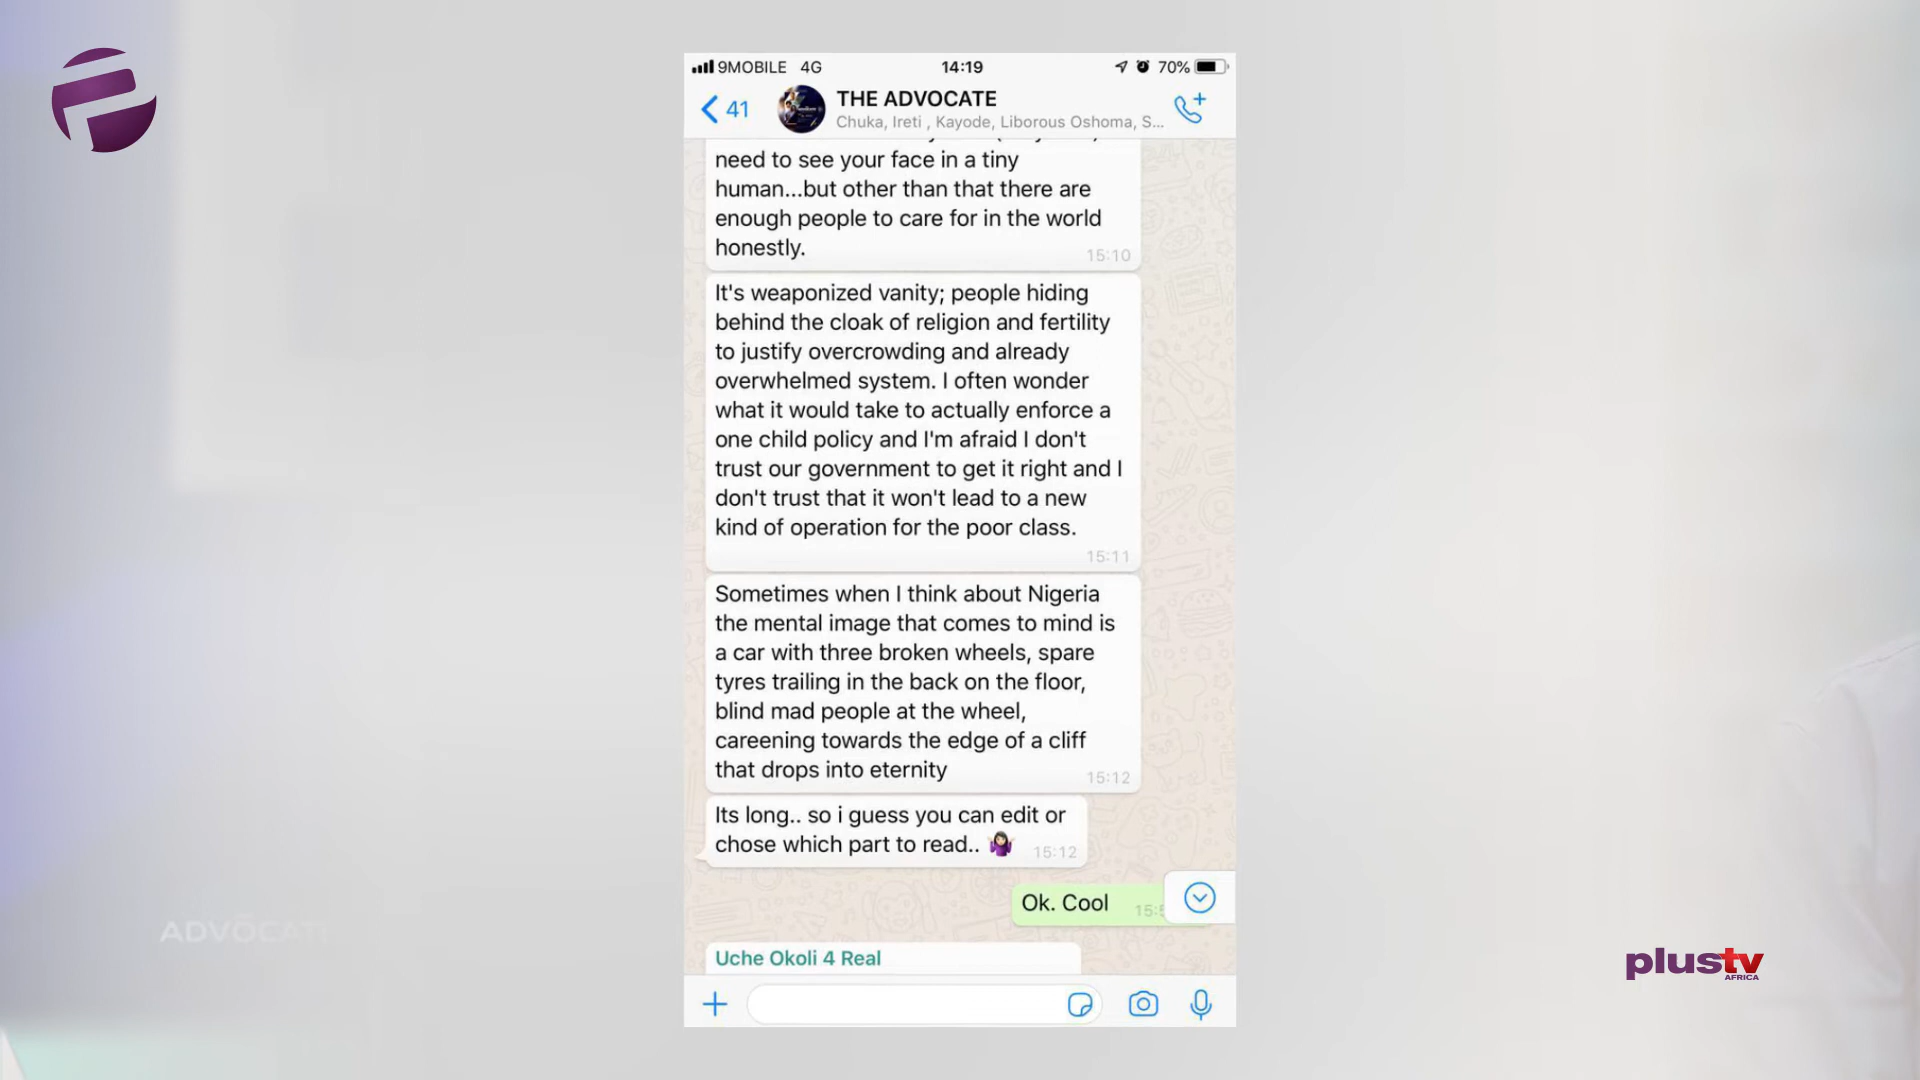 9MOBILE 4G 14:19 70%
41 THE ADVOCATE
Chuka, Ireti , Kayode, Liborous Oshoma, S...
need to see your face in a tiny
human...but other than that there are
enough people to care for in the world
honestly.
15:10
It's weaponized vanity; people hiding
behind the cloak of religion and fertility
to justify overcrowding and already
overwhelmed system. I often wonder
what it would take to actually enforce a
one child policy and I'm afraid I don't
trust our government to get it right and I
don't trust that it won't lead to a new
kind of operation for the poor class.
15:11
Sometimes when I think about Nigeria
the mental image that comes to mind is
a car with three broken wheels, spare
tyres trailing in the back on the floor,
blind mad people at the wheel,
careening towards the edge of a cliff
that drops into eternity
15:12
Its long.. so i guess you can edit or
chose which part to read..
15:12
Ok. Cool
Uche Okoli 4 Real
ADVOCATE
plustv
AFRICA